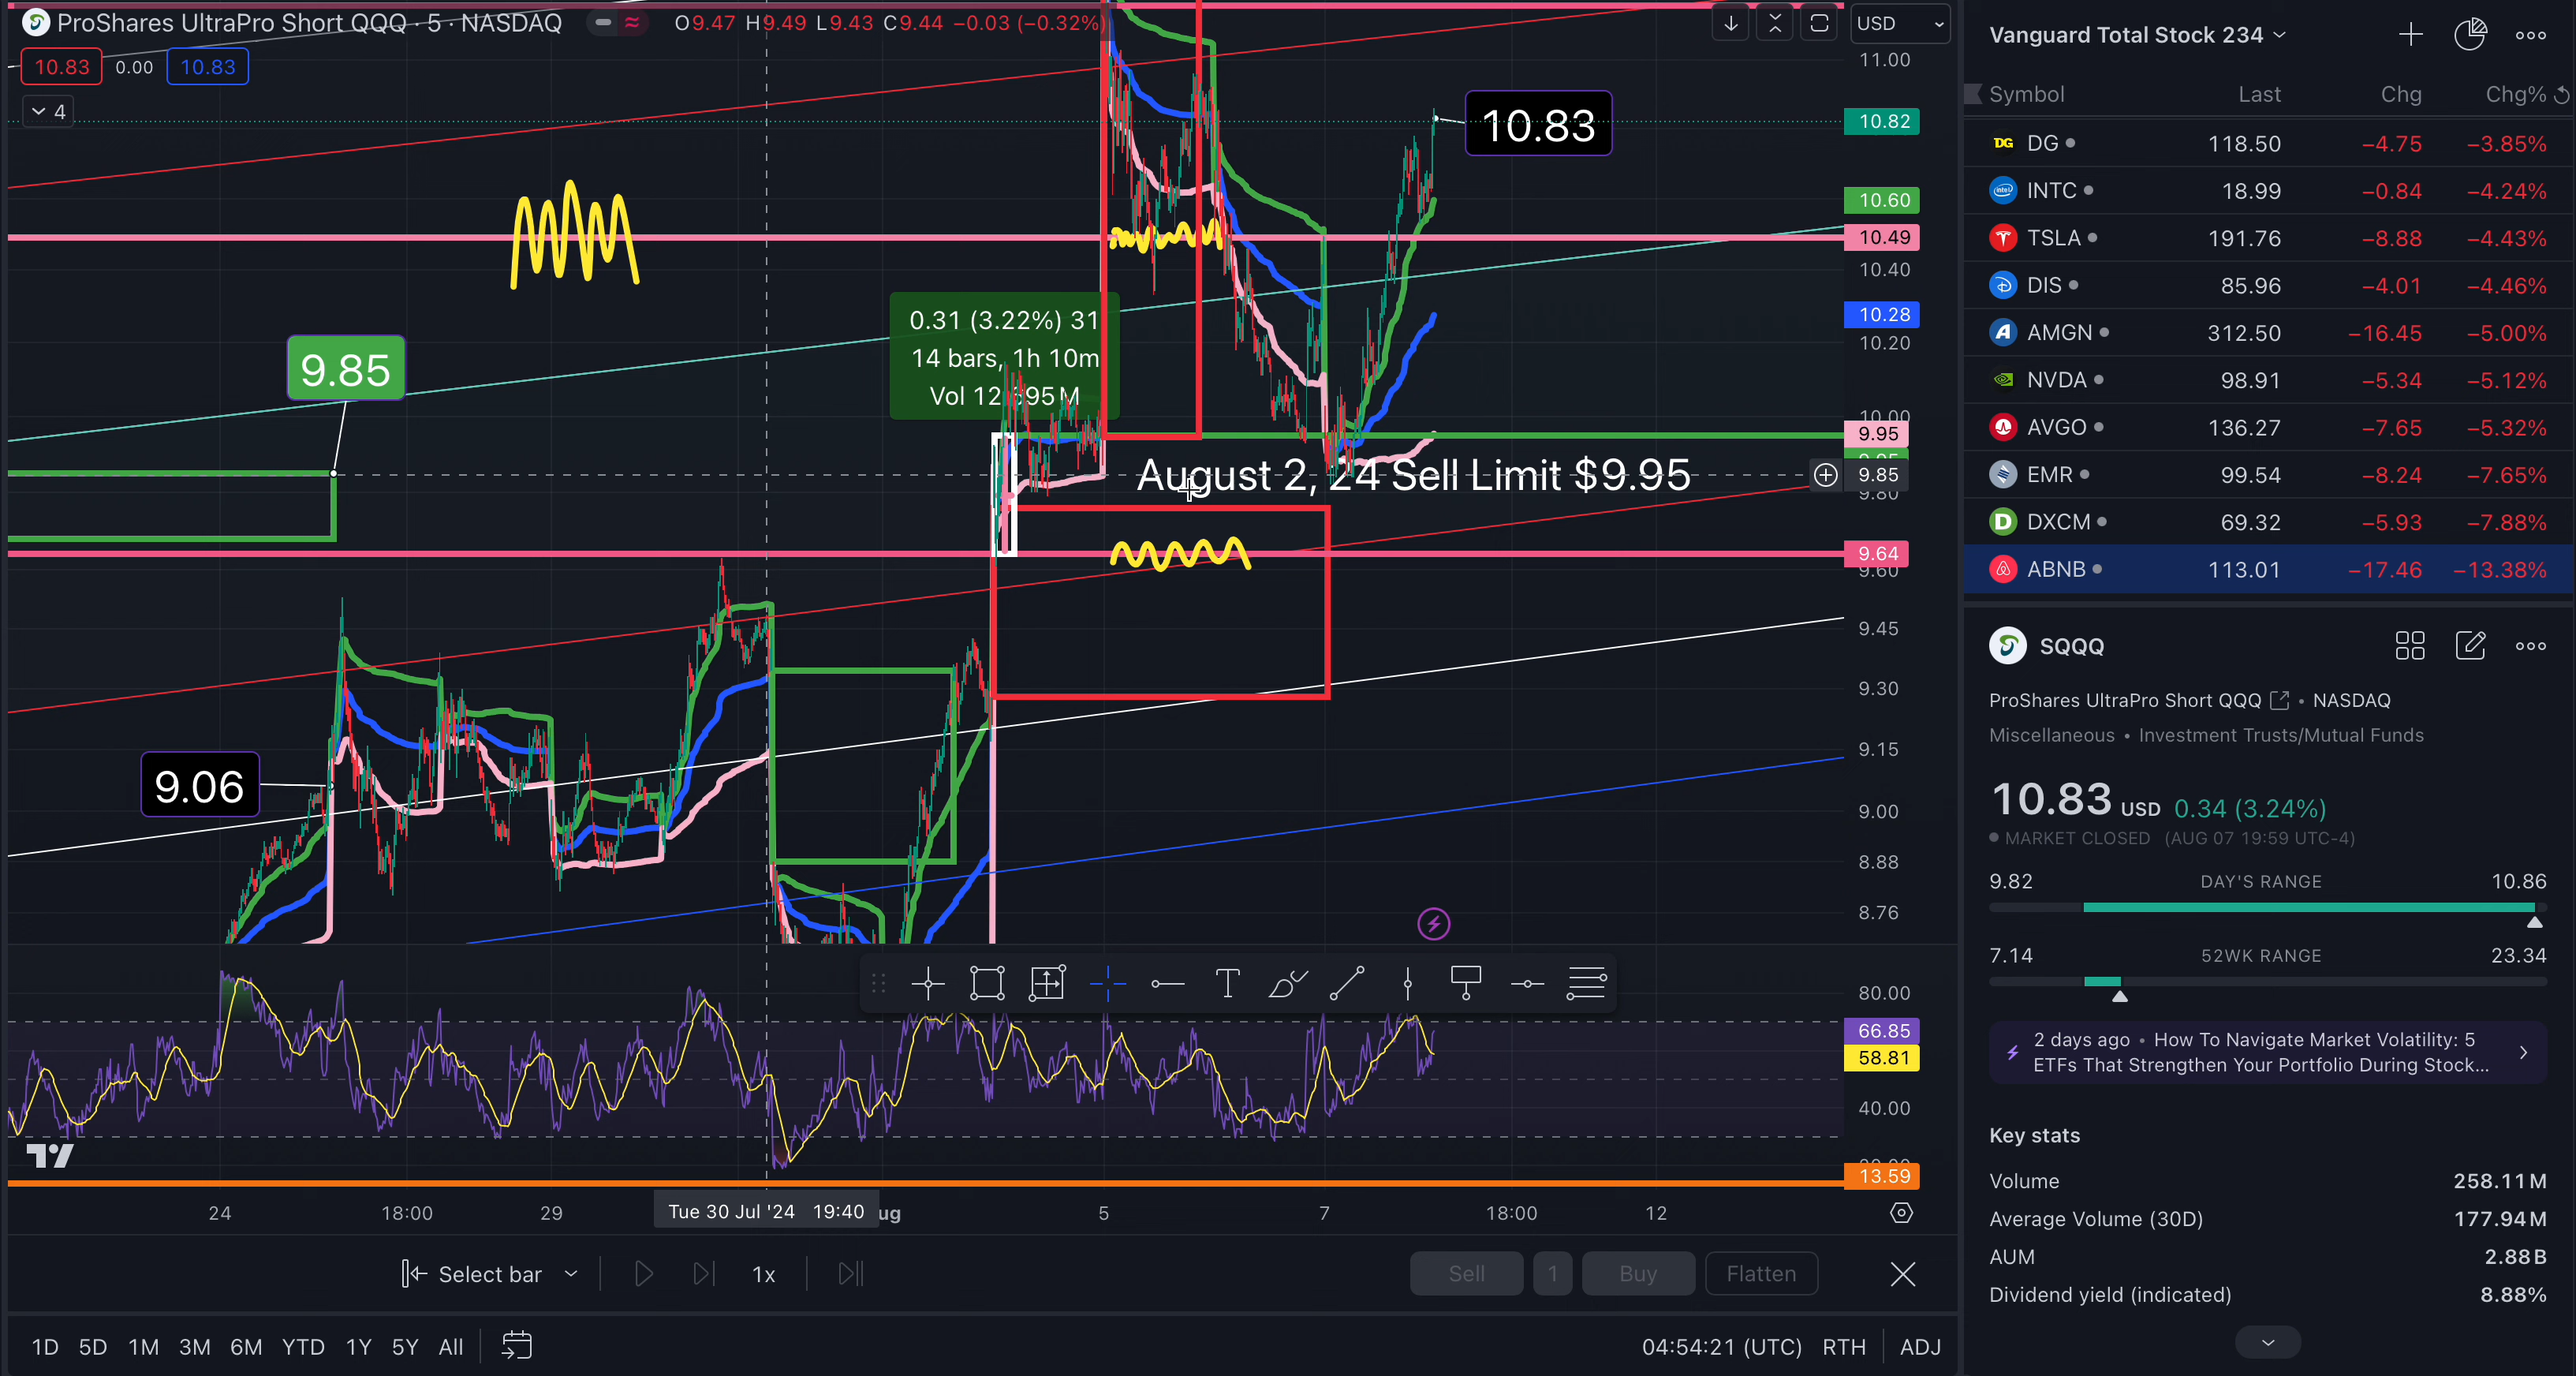 ProShares UltraPro Short QQQ · 5 · NASDAQ O9.47 H9.49 L9.43 C9.44 −0.03 (−0.32%)
USD
10.83 0.00 10.83
4
10.83
9.85
0.31 (3.22%) 31
14 bars, 1h 10m
August 2, 24 Sell Limit $9.95
9.06
11.00
10.82
10.60
10.49
10.40
10.28
10.20
10.00
9.95
9.85
9.80
9.64
9.60
9.45
9.30
9.15
9.00
8.88
8.76
80.00
66.85
58.81
40.00
13.59
24 18:00 29 Tue 30 Jul '24 19:40 ug 5 7 18:00 12
Select bar 1x Sell 1 Buy Flatten
1D 5D 1M 3M 6M YTD 1Y 5Y All 04:54:21 (UTC) RTH ADJ
Vanguard Total Stock 234
Symbol Last Chg Chg%
DG 118.50 −4.75 −3.85%
INTC 18.99 −0.84 −4.24%
TSLA 191.76 −8.88 −4.43%
DIS 85.96 −4.01 −4.46%
AMGN 312.50 −16.45 −5.00%
NVDA 98.91 −5.34 −5.12%
AVGO 136.27 −7.65 −5.32%
EMR 99.54 −8.24 −7.65%
DXCM 69.32 −5.93 −7.88%
ABNB 113.01 −17.46 −13.38%
SQQQ
ProShares UltraPro Short QQQ • NASDAQ
Miscellaneous • Investment Trusts/Mutual Funds
10.83 USD 0.34 (3.24%)
MARKET CLOSED (AUG 07 19:59 UTC-4)
9.82 DAY'S RANGE 10.86
7.14 52WK RANGE 23.34
2 days ago • How To Navigate Market Volatility: 5
ETFs That Strengthen Your Portfolio During Stock...
Key stats
Volume 258.11M
Average Volume (30D) 177.94M
AUM 2.88B
Dividend yield (indicated) 8.88%